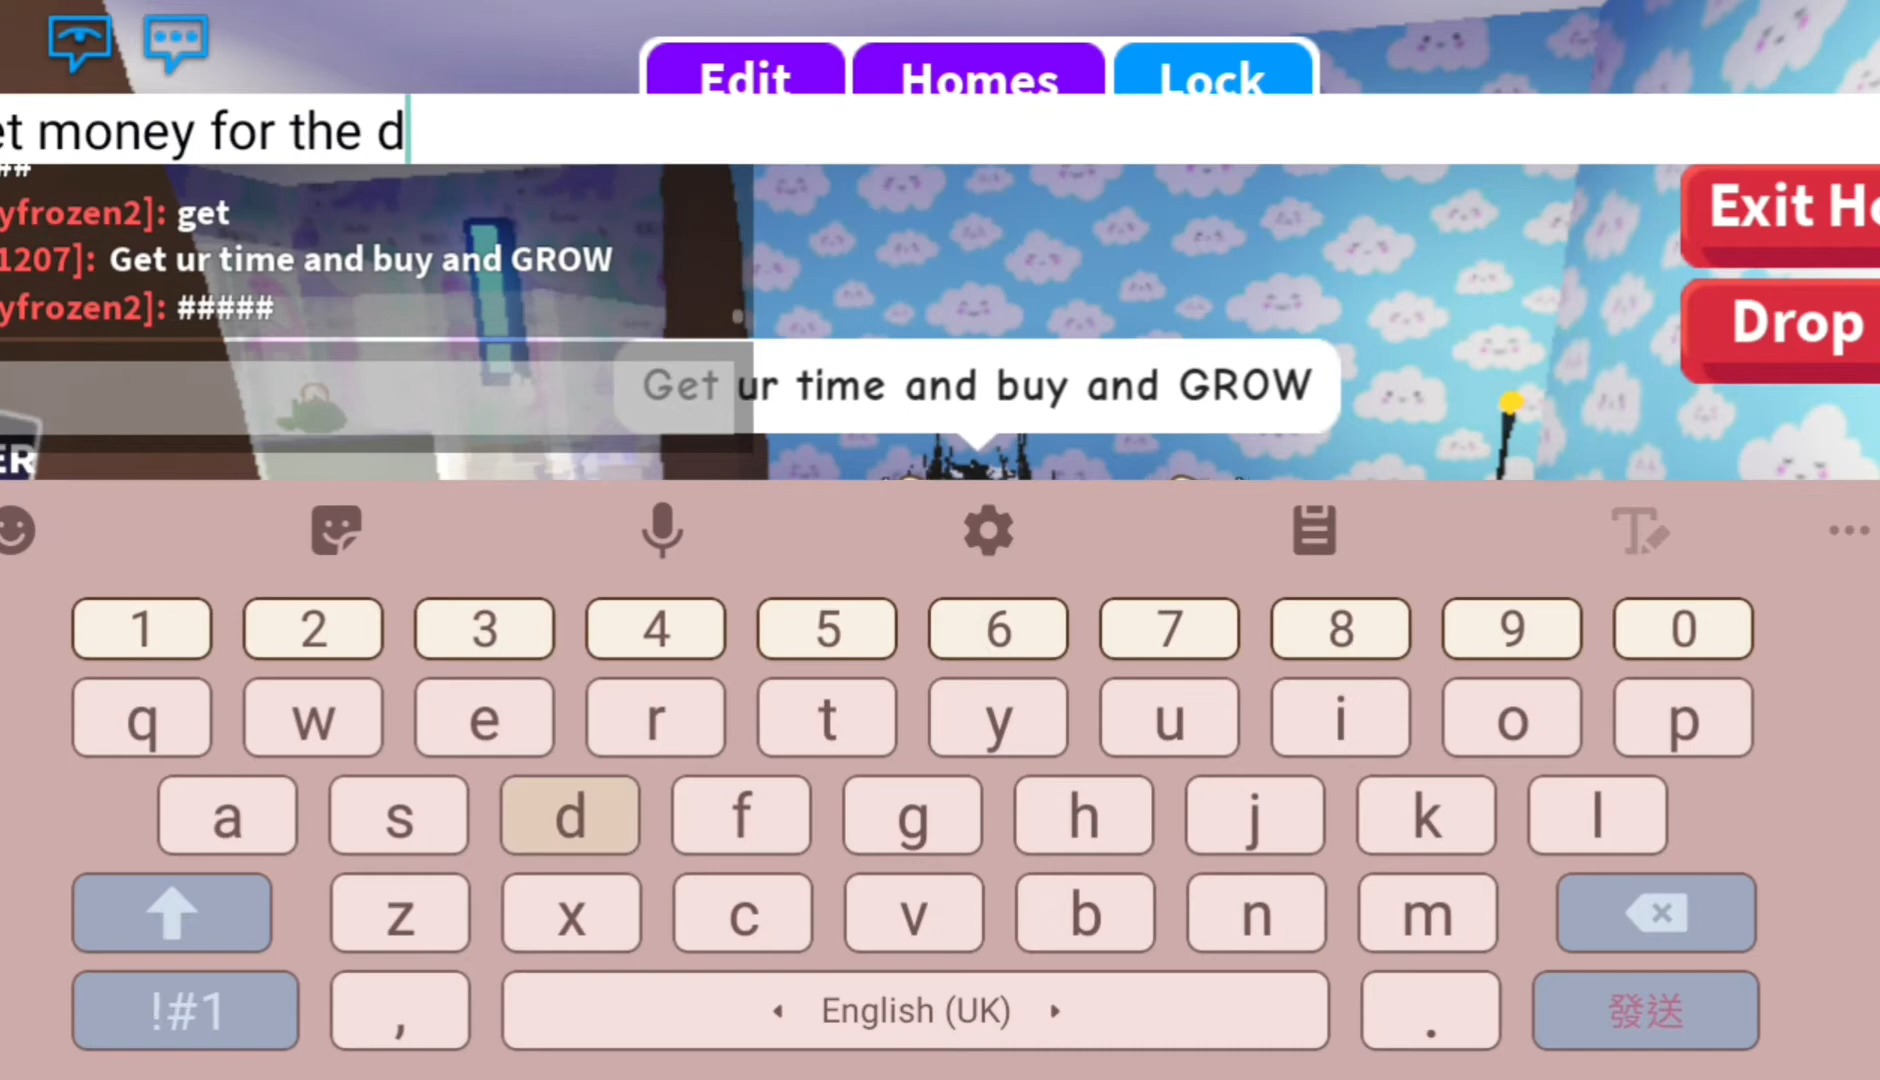 Edit Homes Lock
et money for the d
##
yfrozen2]: get
1207]: Get ur time and buy and GROW
yfrozen2]: #####
Exit Ho
Drop
Get ur time and buy and GROW
ER
1 2 3 4 5 6 7 8 9 0
q w e r t y u i o p
a s d f g h j k l
z x c v b n m
!#1 , English (UK) . 發送